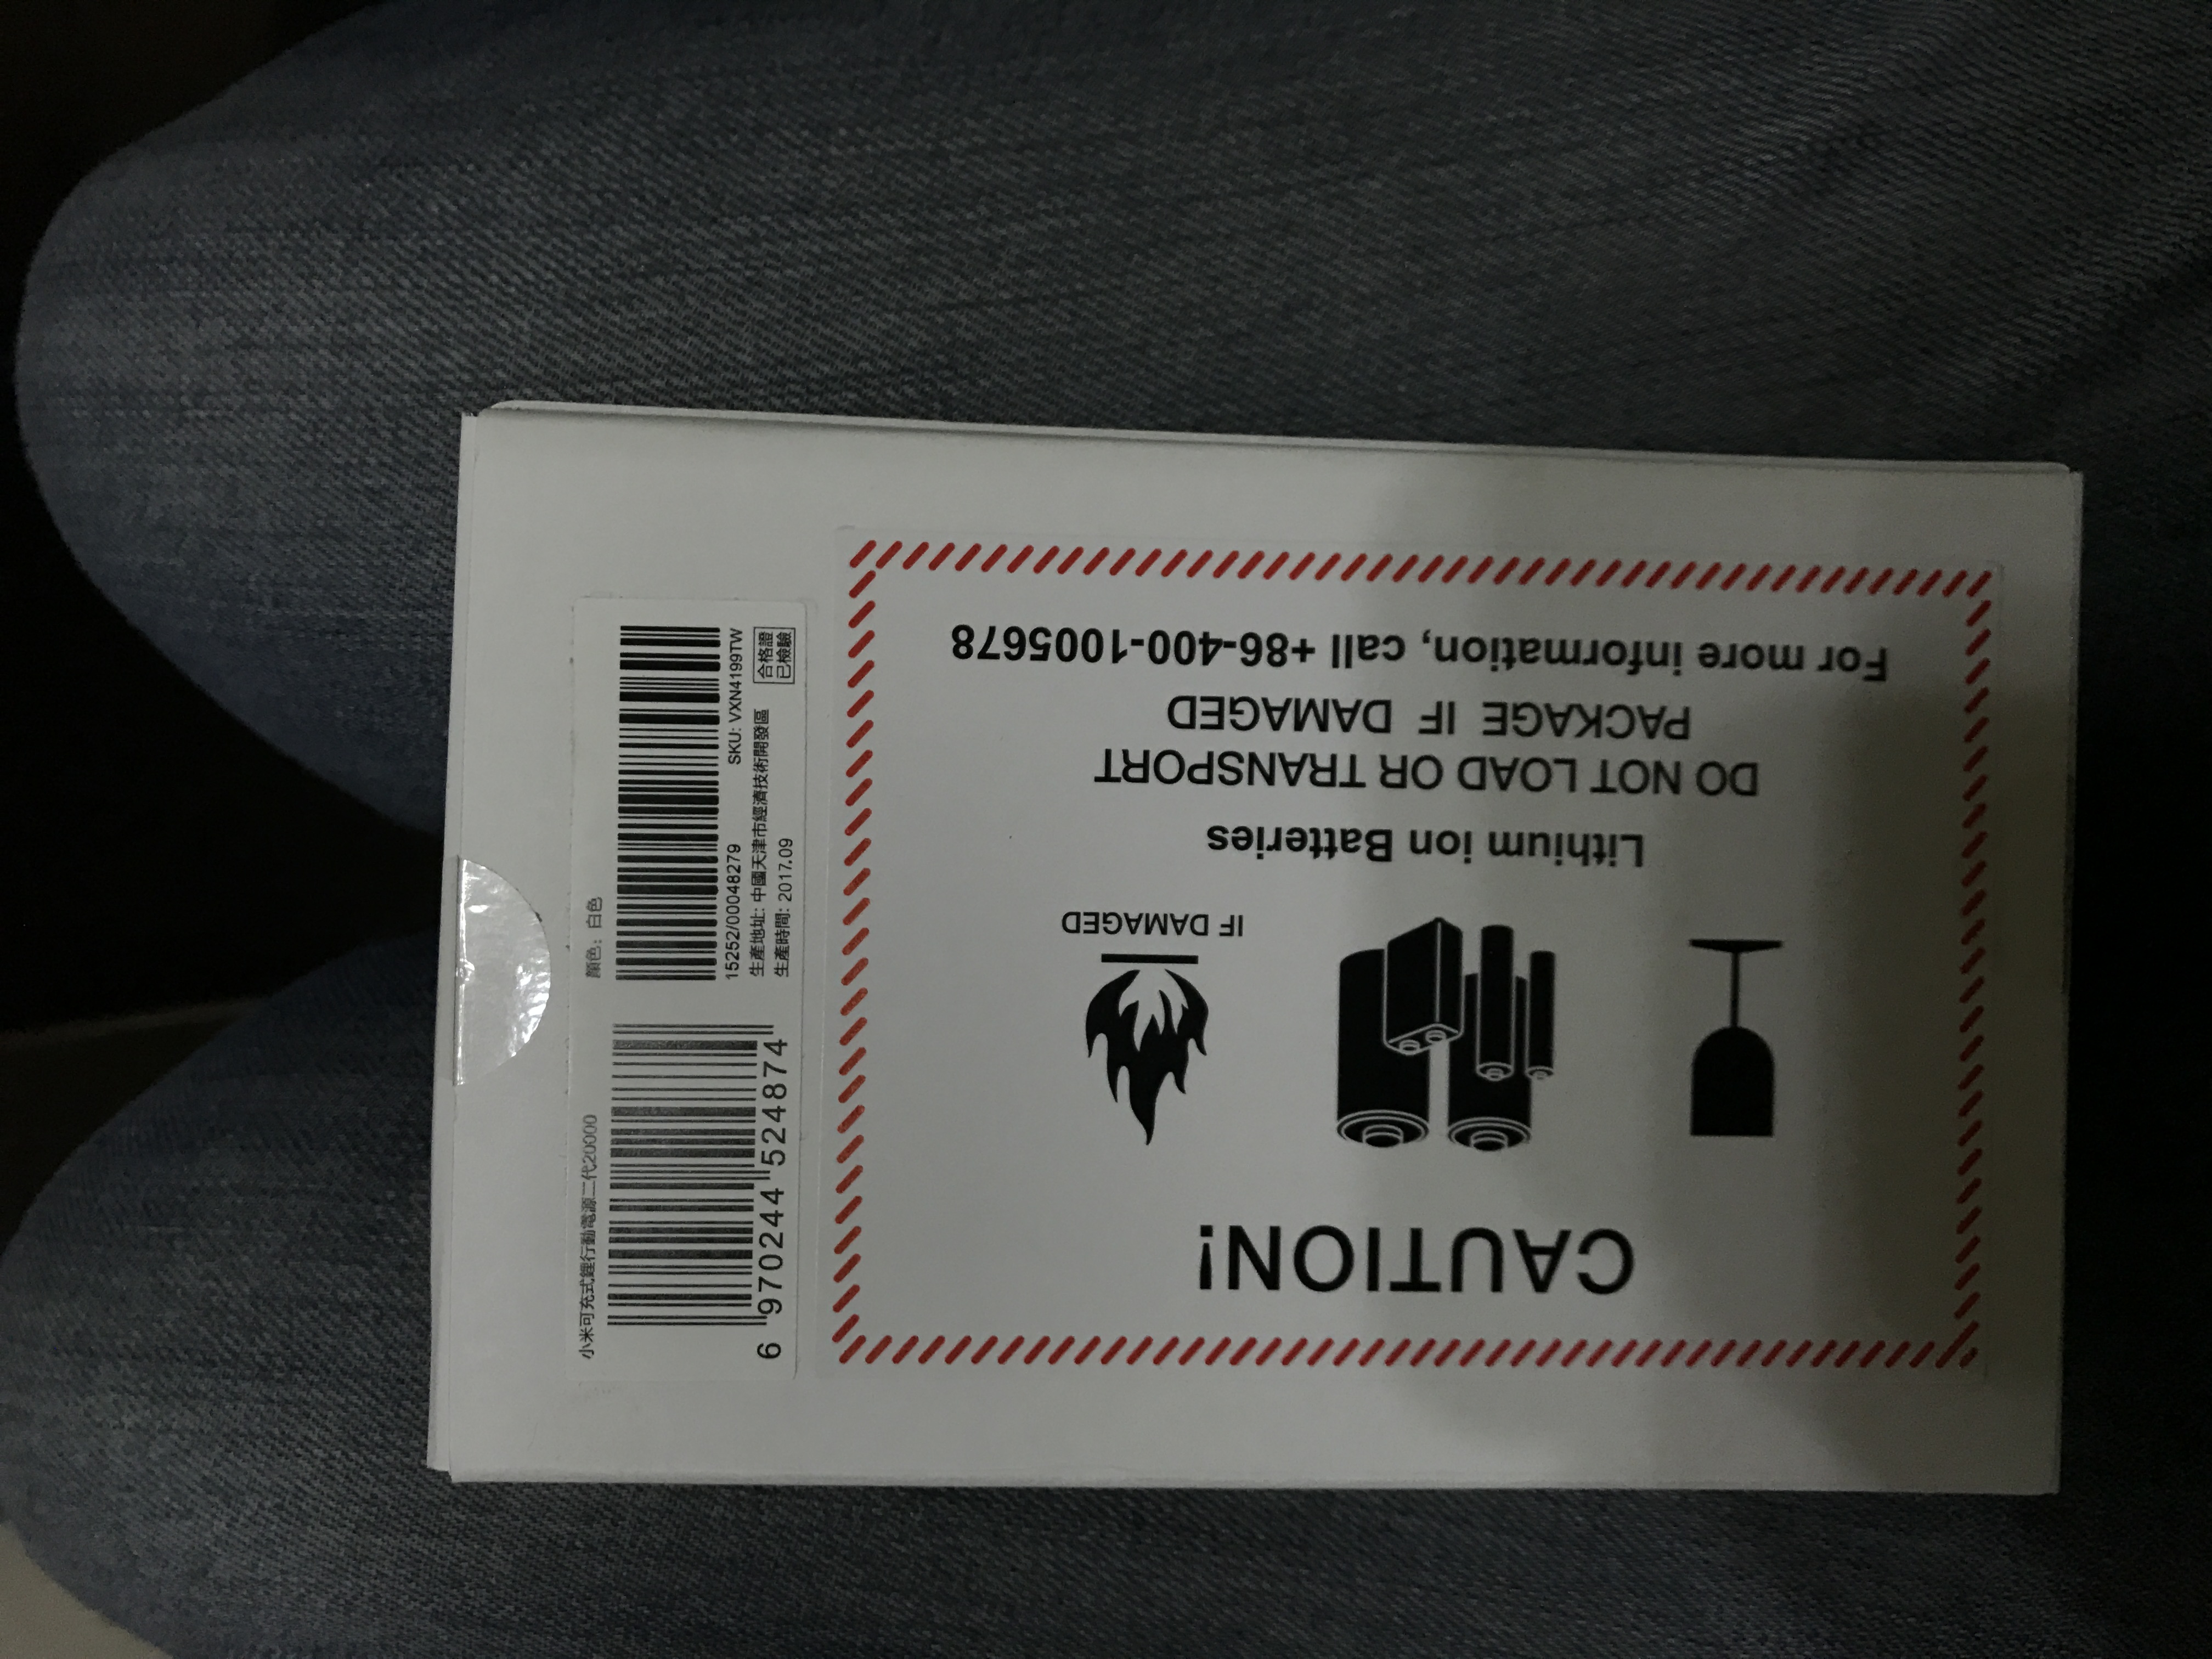 CAUTION!
IF DAMAGED
Lithium ion Batteries
DO NOT LOAD OR TRANSPORT
PACKAGE IF DAMAGED
For more information, call +86-400-1005678
小米可充式鋰行動電源二代20000
顏色: 白色
6 970244 524874
15252/00048279
SKU: VXN4199TW
生產地址: 中國天津市經濟技術開發區
生產時間: 2017.09
合格證
已檢驗